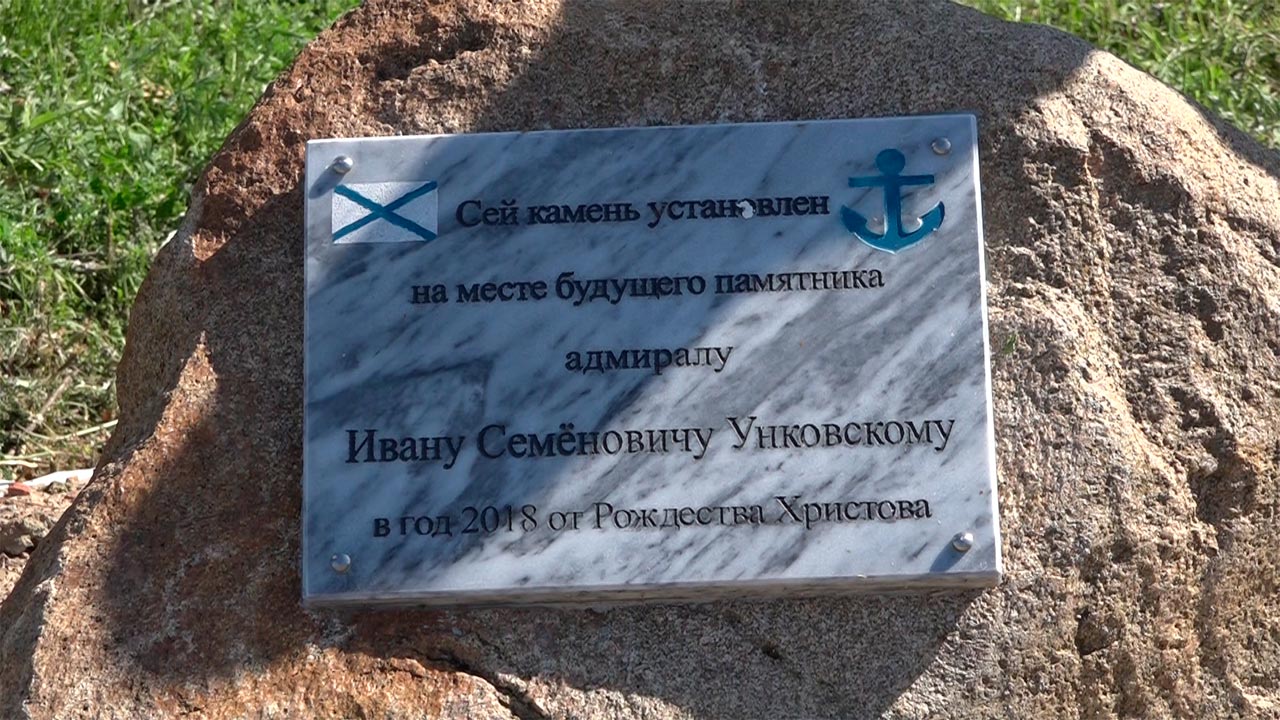 Сей камень установлен
на месте будущего памятника
адмиралу
Ивану Семёновичу Унковскому
в год 2018 от Рождества Христова